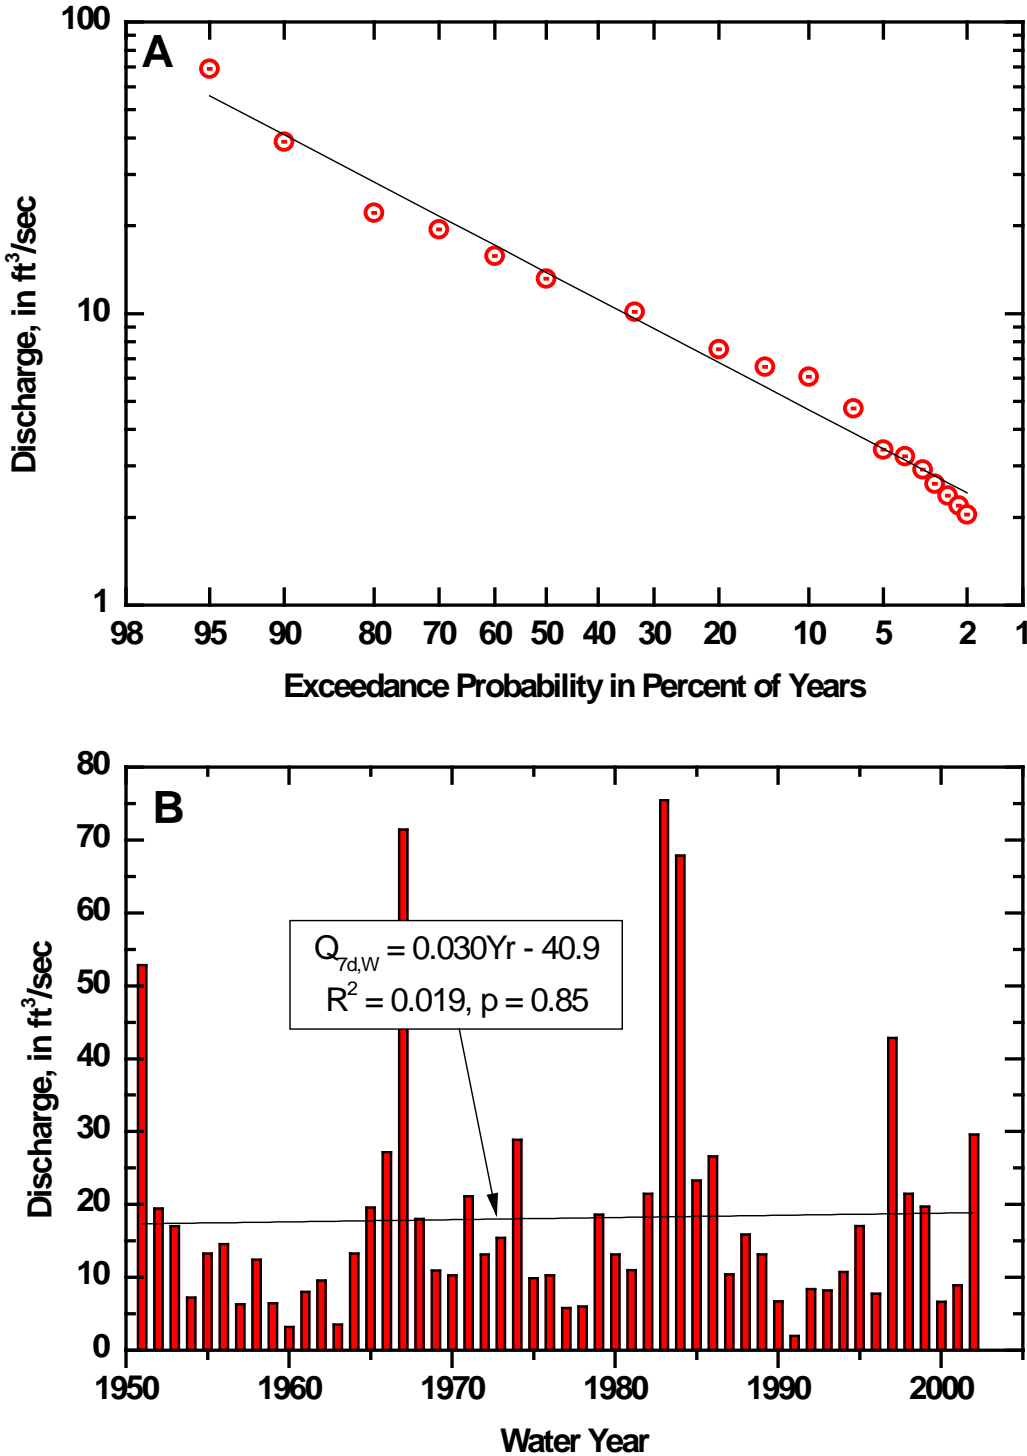 A
100
10
1
Discharge, in ft³/sec
98 95 90 80 70 60 50 40 30 20 10 5 2 1
Exceedance Probability in Percent of Years
B
80
70
60
50
40
30
20
10
0
Discharge, in ft³/sec
Q7d,W = 0.030Yr - 40.9
R² = 0.019, p = 0.85
1950 1960 1970 1980 1990 2000
Water Year